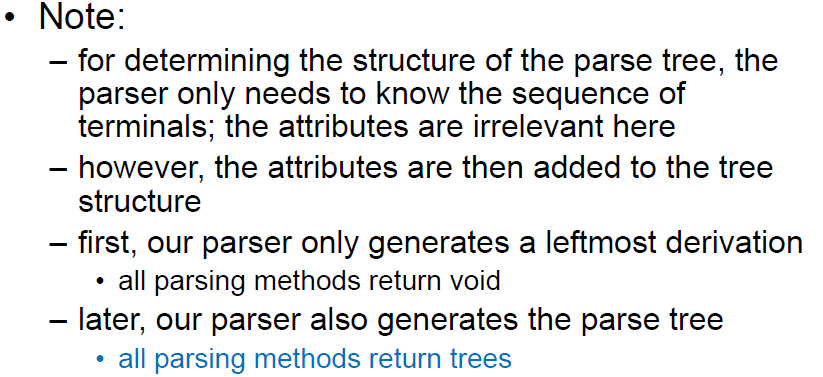 • Note:
– for determining the structure of the parse tree, the
parser only needs to know the sequence of
terminals; the attributes are irrelevant here
– however, the attributes are then added to the tree
structure
– first, our parser only generates a leftmost derivation
• all parsing methods return void
– later, our parser also generates the parse tree
• all parsing methods return trees